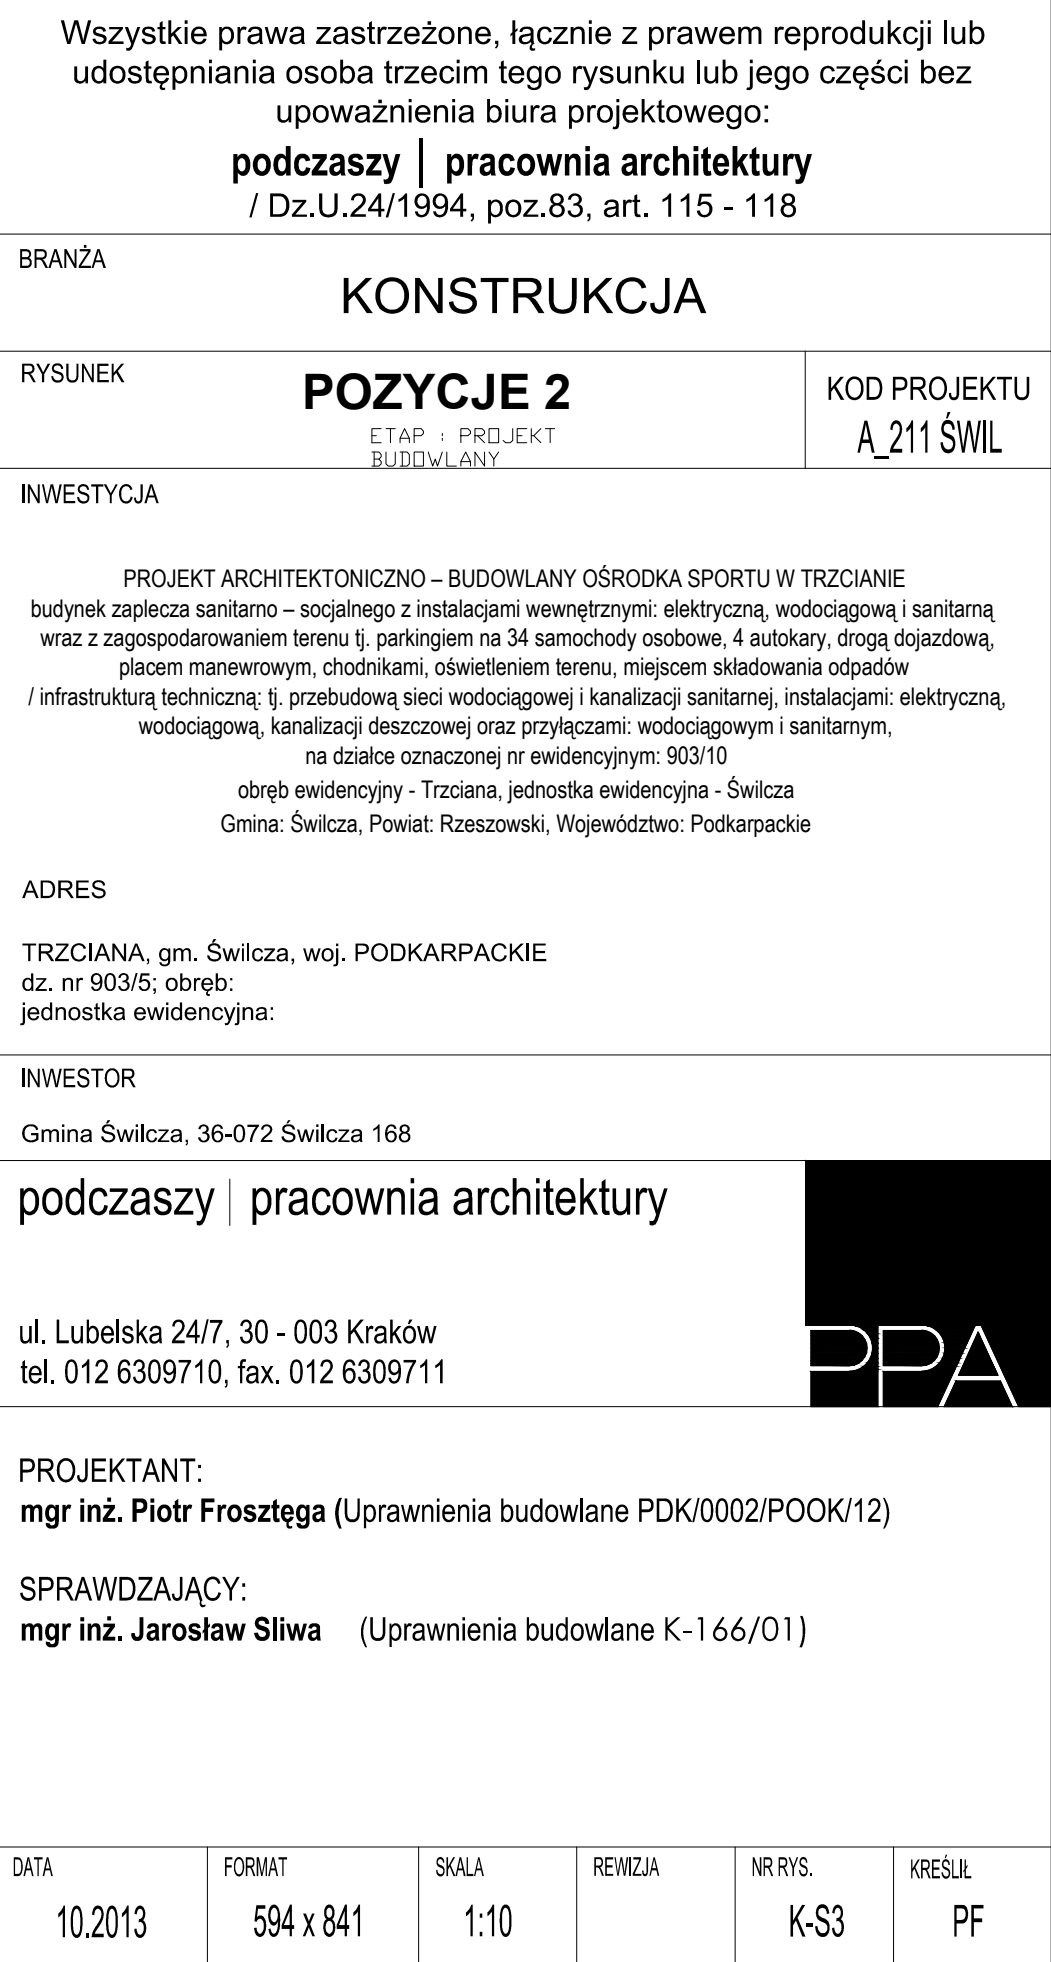 Wszystkie prawa zastrzeżone, łącznie z prawem reprodukcji lub
udostępniania osoba trzecim tego rysunku lub jego części bez
upoważnienia biura projektowego:
podczaszy | pracownia architektury
/ Dz.U.24/1994, poz.83, art. 115 - 118
BRANŻA
KONSTRUKCJA
RYSUNEK
POZYCJE 2
ETAP : PROJEKT
BUDOWLANY
KOD PROJEKTU
A_211 ŚWIL
INWESTYCJA
PROJEKT ARCHITEKTONICZNO – BUDOWLANY OŚRODKA SPORTU W TRZCIANIE
budynek zaplecza sanitarno – socjalnego z instalacjami wewnętrznymi: elektryczną, wodociągową i sanitarną
wraz z zagospodarowaniem terenu tj. parkingiem na 34 samochody osobowe, 4 autokary, drogą dojazdową,
placem manewrowym, chodnikami, oświetleniem terenu, miejscem składowania odpadów
/ infrastrukturą techniczną: tj. przebudową sieci wodociągowej i kanalizacji sanitarnej, instalacjami: elektryczną,
wodociągową, kanalizacji deszczowej oraz przyłączami: wodociągowym i sanitarnym,
na działce oznaczonej nr ewidencyjnym: 903/10
obręb ewidencyjny - Trzciana, jednostka ewidencyjna - Świlcza
Gmina: Świlcza, Powiat: Rzeszowski, Województwo: Podkarpackie
ADRES
TRZCIANA, gm. Świlcza, woj. PODKARPACKIE
dz. nr 903/5; obręb:
jednostka ewidencyjna:
INWESTOR
Gmina Świlcza, 36-072 Świlcza 168
podczaszy | pracownia architektury
ul. Lubelska 24/7, 30 - 003 Kraków
tel. 012 6309710, fax. 012 6309711
PPA
PROJEKTANT:
mgr inż. Piotr Frosztęga (Uprawnienia budowlane PDK/0002/POOK/12)
SPRAWDZAJĄCY:
mgr inż. Jarosław Sliwa (Uprawnienia budowlane K-166/01)
DATA FORMAT SKALA REWIZJA NR RYS. KREŚLIŁ
10.2013 594 x 841 1:10 K-S3 PF